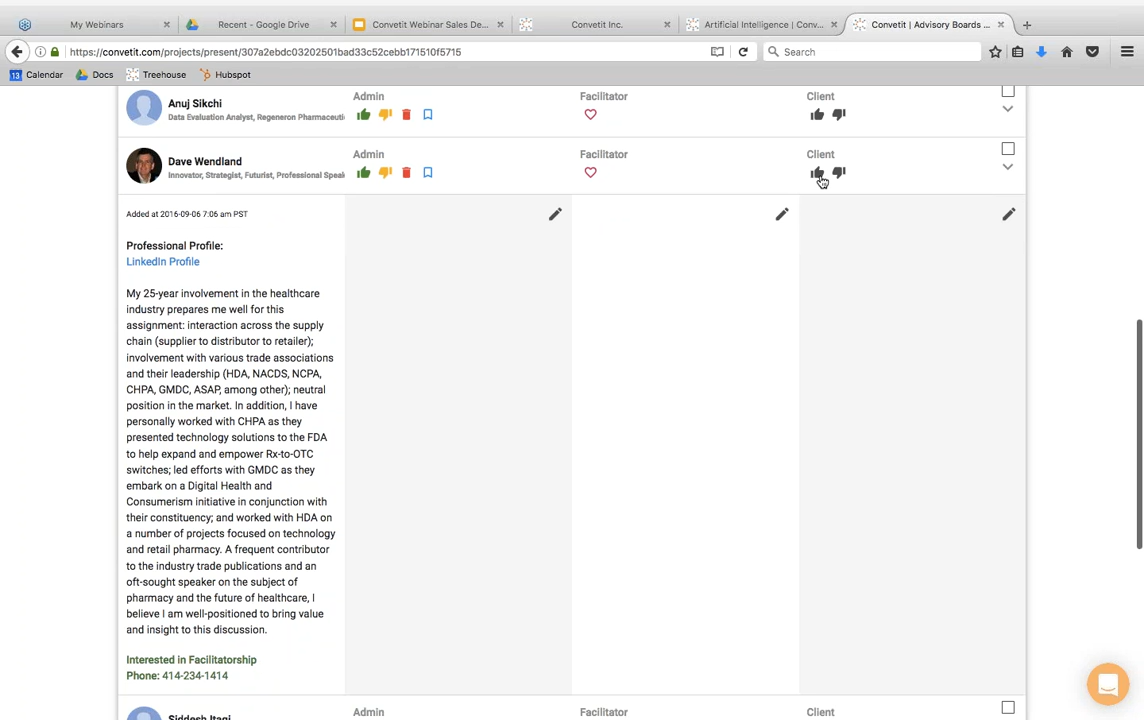 My Webinars
Recent - Google Drive
Convetit Webinar Sales De...
Convetit Inc.
Artificial Intelligence | Conv...
Convetit | Advisory Boards ...
https://convetit.com/projects/present/307a2ebdc03202501bad33c52cebb171510f5715
Search
13 Calendar
Docs
Treehouse
Hubspot
Anuj Sikchi
Data Evaluation Analyst, Regeneron Pharmaceuti
Admin
Facilitator
Client
Dave Wendland
Innovator, Strategist, Futurist, Professional Speak
Admin
Facilitator
Client
Added at 2016-09-06 7:06 am PST
Professional Profile:
LinkedIn Profile
My 25-year involvement in the healthcare
industry prepares me well for this
assignment: interaction across the supply
chain (supplier to distributor to retailer);
involvement with various trade associations
and their leadership (HDA, NACDS, NCPA,
CHPA, GMDC, ASAP, among other); neutral
position in the market. In addition, I have
personally worked with CHPA as they
presented technology solutions to the FDA
to help expand and empower Rx-to-OTC
switches; led efforts with GMDC as they
embark on a Digital Health and
Consumerism initiative in conjunction with
their constituency; and worked with HDA on
a number of projects focused on technology
and retail pharmacy. A frequent contributor
to the industry trade publications and an
oft-sought speaker on the subject of
pharmacy and the future of healthcare, I
believe I am well-positioned to bring value
and insight to this discussion.
Interested in Facilitatorship
Phone: 414-234-1414
Siddesh Itagi
Admin
Facilitator
Client